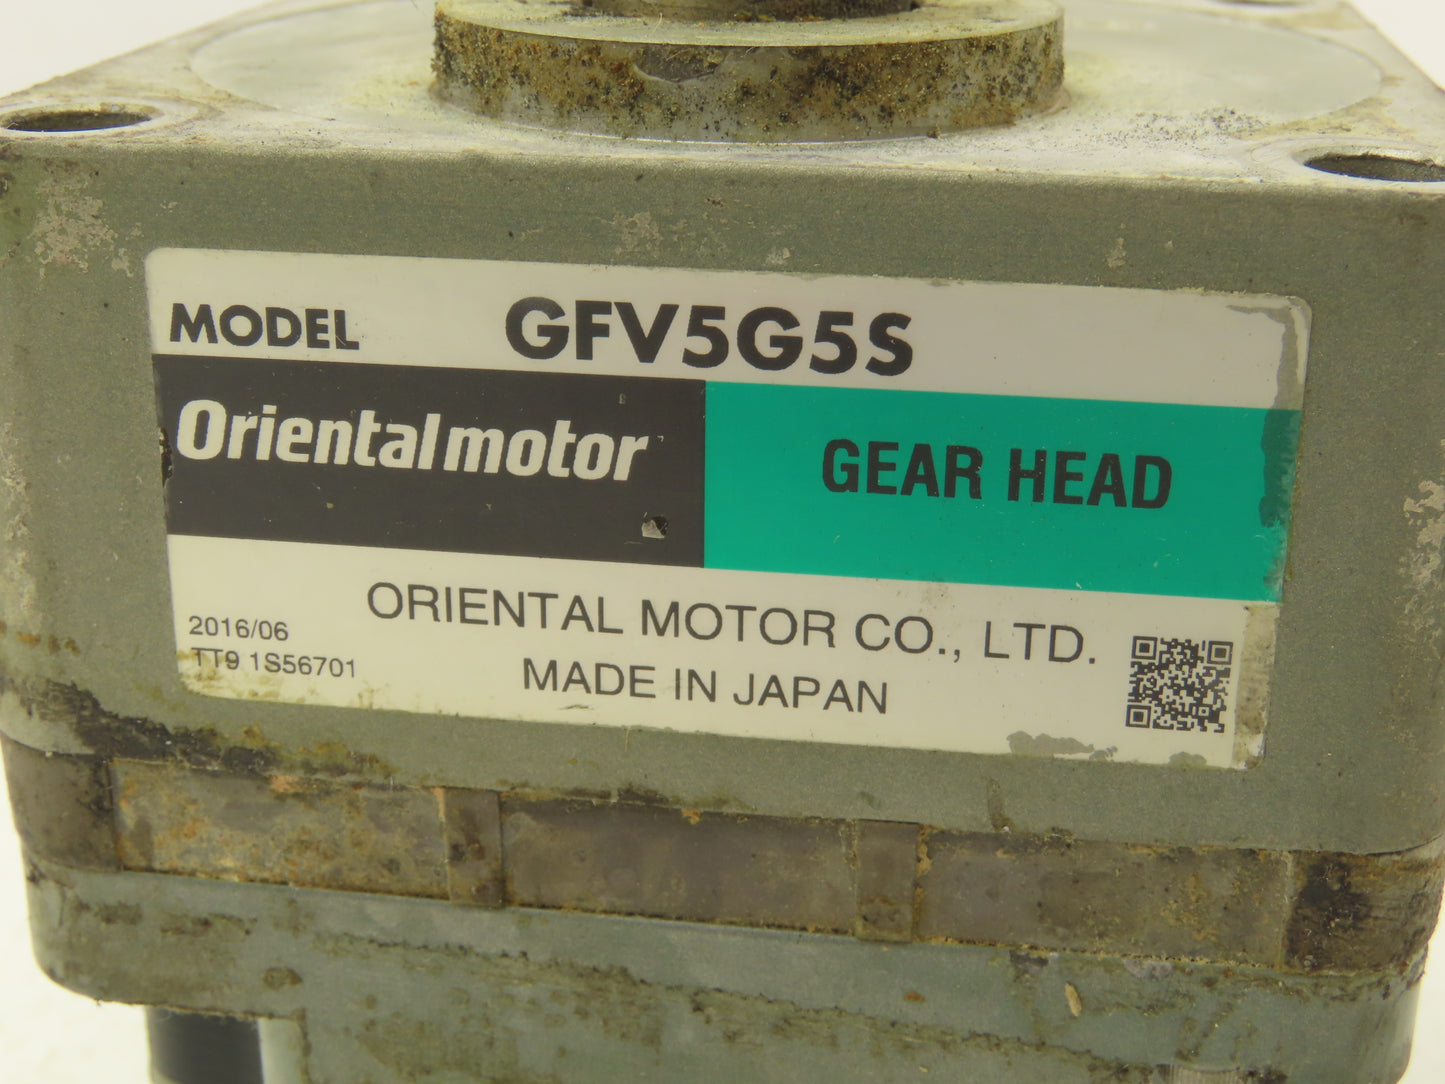 MODEL GFV5G5S
Orientalmotor GEAR HEAD
ORIENTAL MOTOR CO., LTD.
MADE IN JAPAN
2016/06
TT9 1S56701